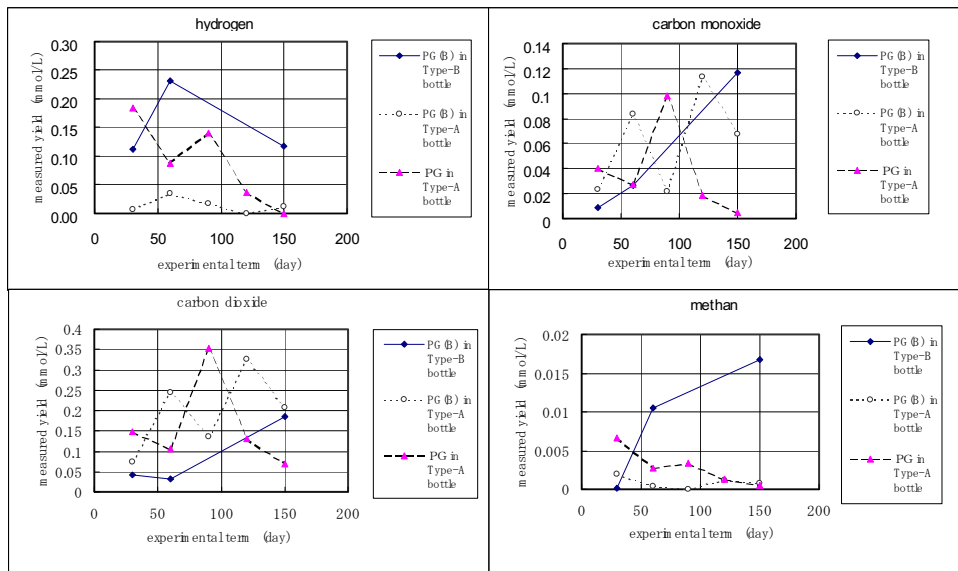 hydrogen
measured yield (mmol/L)
0.30
0.25
0.20
0.15
0.10
0.05
0.00
0
50
100
150
200
experimental term (day)
PG(B) in
Type-B
bottle
PG(B) in
Type-A
bottle
PG in
Type-A
bottle
carbon monoxide
measured yield (mmol/L)
0.14
0.12
0.1
0.08
0.06
0.04
0.02
0
0
50
100
150
200
experimental term (day)
PG(B) in
Type-B
bottle
PG(B) in
Type-A
bottle
PG in
Type-A
bottle
carbon dioxide
measured yield (mmol/L)
0.4
0.35
0.3
0.25
0.2
0.15
0.1
0.05
0
0
50
100
150
200
experimental term (day)
PG(B) in
Type-B
bottle
PG(B) in
Type-A
bottle
PG in
Type-A
bottle
methan
measured yield (mmol/L)
0.02
0.015
0.01
0.005
0
0
50
100
150
200
experimental term (day)
PG(B) in
Type-B
bottle
PG(B) in
Type-A
bottle
PG in
Type-A
bottle